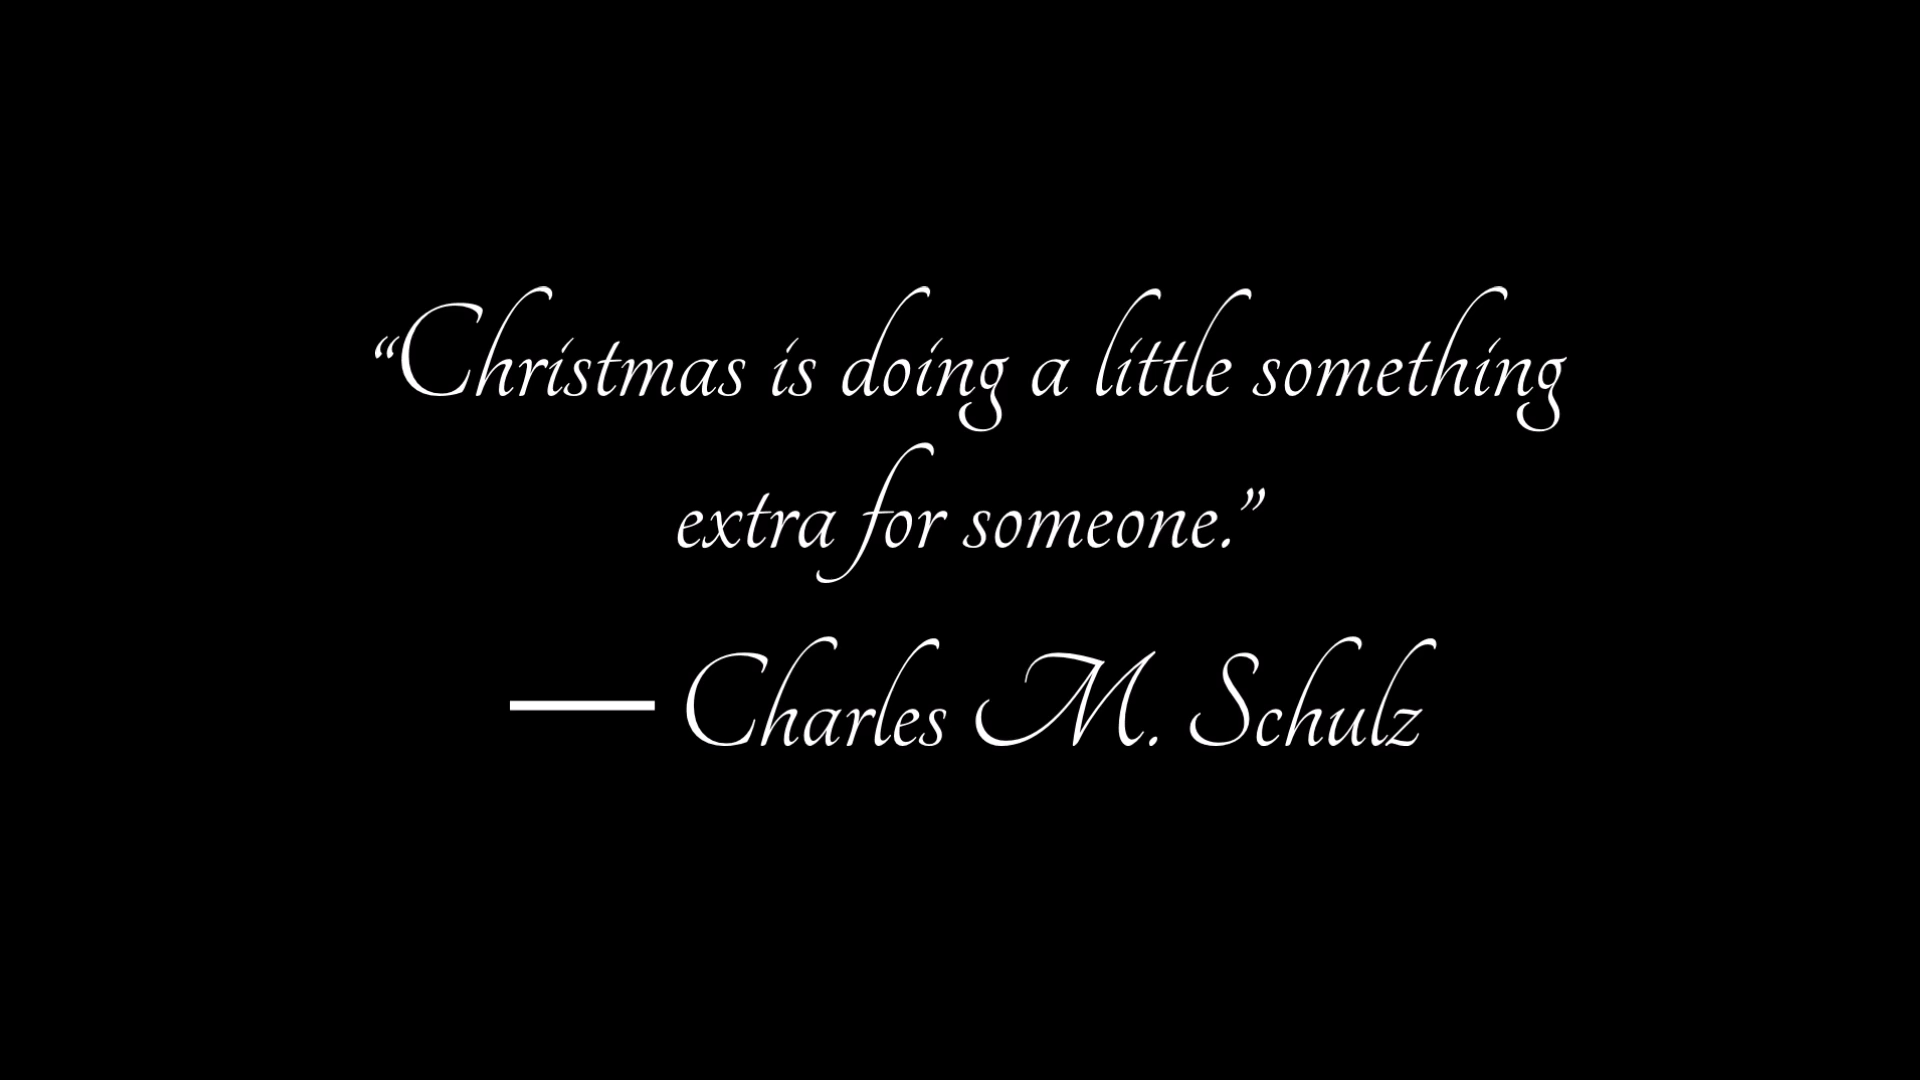 “Christmas is doing a little something
extra for someone.”
— Charles M. Schulz